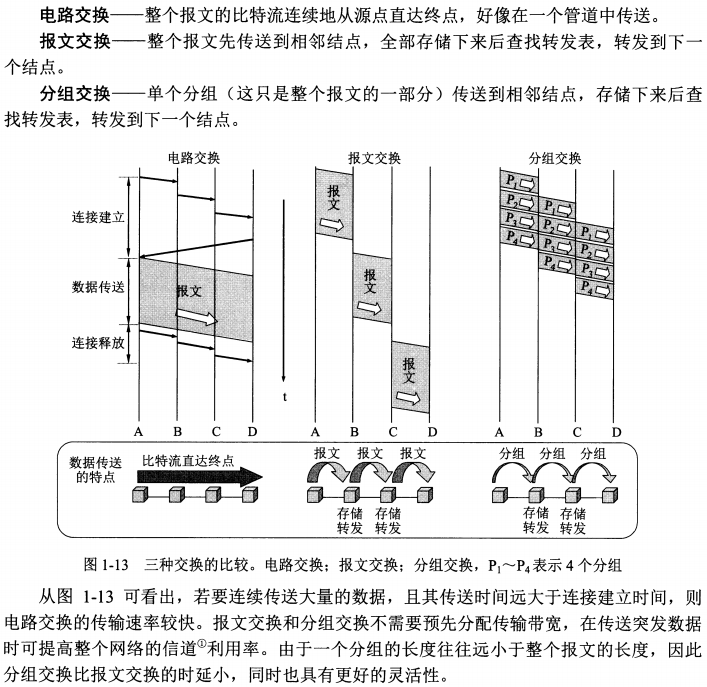 电路交换——整个报文的比特流连续地从源点直达终点，好像在一个管道中传送。
报文交换——整个报文先传送到相邻结点，全部存储下来后查找转发表，转发到下一
个结点。
分组交换——单个分组（这只是整个报文的一部分）传送到相邻结点，存储下来后查
找转发表，转发到下一个结点。
电路交换
连接建立
数据传送
报文
连接释放
A B C D
t
报文交换
报文
报文
报文
A B C D
分组交换
P1
P2 P1
P3 P2 P1
P4 P3 P2
P4 P3
P4
A B C D
数据传送
的特点
比特流直达终点
报文 报文 报文
存储 存储
转发 转发
分组 分组 分组
存储 存储
转发 转发
图 1-13 三种交换的比较。电路交换；报文交换；分组交换，P1～P4表示 4 个分组
从图 1-13 可看出，若要连续传送大量的数据，且其传送时间远大于连接建立时间，则
电路交换的传输速率较快。报文交换和分组交换不需要预先分配传输带宽，在传送突发数据
时可提高整个网络的信道①利用率。由于一个分组的长度往往远小于整个报文的长度，因此
分组交换比报文交换的时延小，同时也具有更好的灵活性。